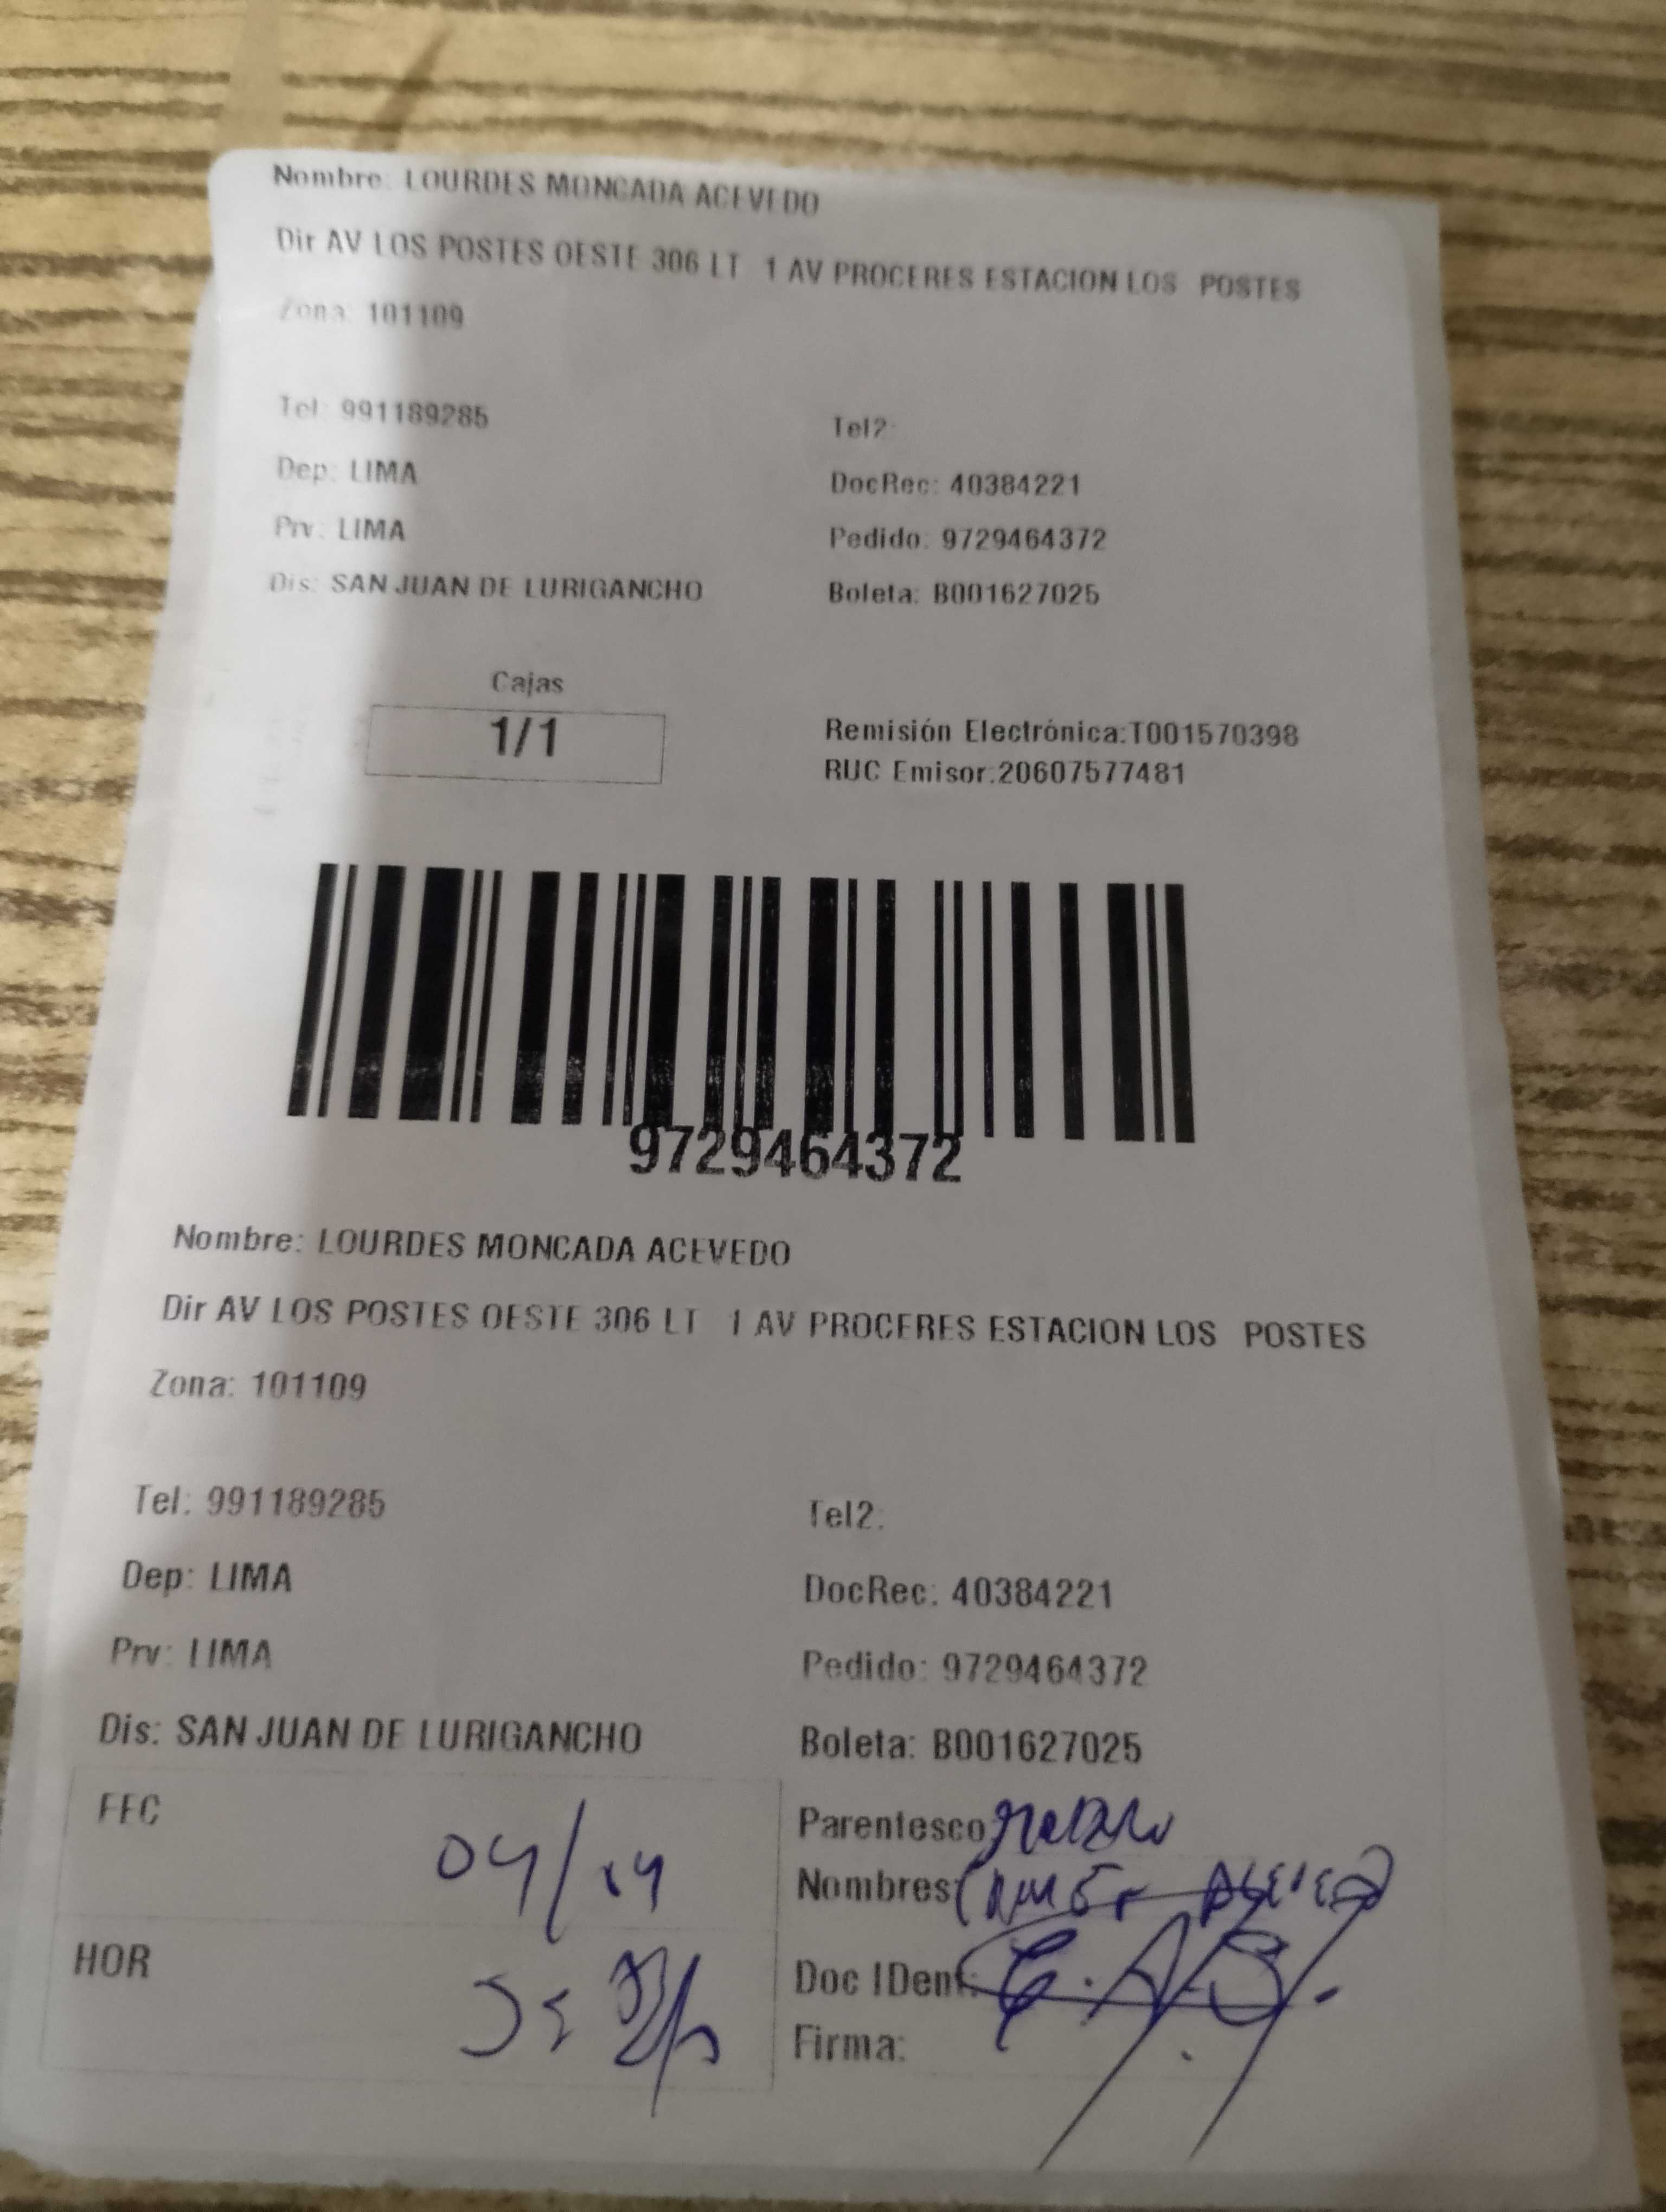 Nombre: LOURDES MONCADA ACEVEDO
Dir AV LOS POSTES OESTE 306 LT 1 AV PROCERES ESTACION LOS POSTES
Zona: 101109
Tel: 991189285 Tel2:
Dep: LIMA DocRec: 40384221
Prv: LIMA Pedido: 9729464372
Dis: SAN JUAN DE LURIGANCHO Boleta: B001627025
Cajas
1/1
Remisión Electrónica:T001570398
RUC Emisor:20607577481
9729464372
Nombre: LOURDES MONCADA ACEVEDO
Dir AV LOS POSTES OESTE 306 LT 1 AV PROCERES ESTACION LOS POSTES
Zona: 101109
Tel: 991189285 Tel2:
Dep: LIMA DocRec: 40384221
Prv: LIMA Pedido: 9729464372
Dis: SAN JUAN DE LURIGANCHO Boleta: B001627025
FEC Parentesco
Nombres:
HOR Doc IDent:
Firma: